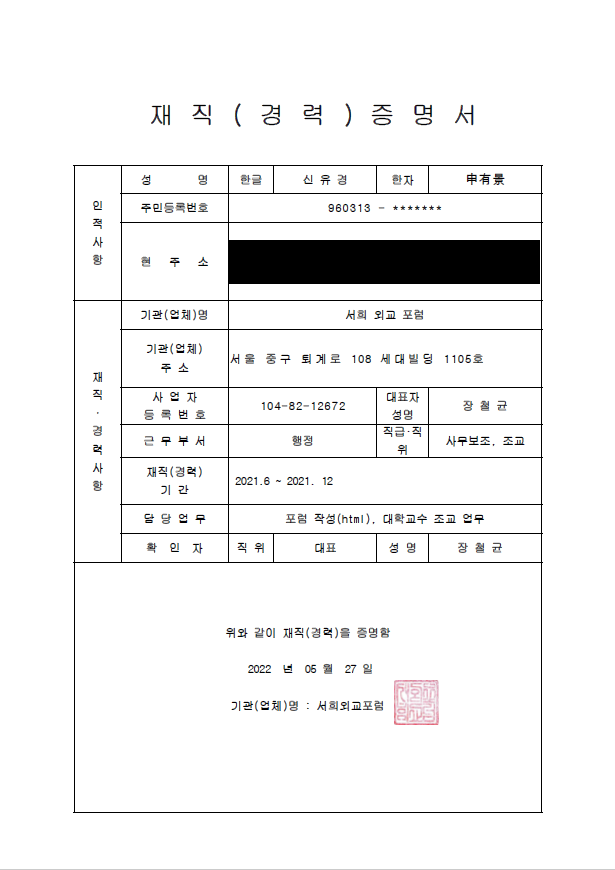 재 직 ( 경 력 ) 증 명 서
인적사항
성 명 한글 신 유 경 한자 申有景
주민등록번호 960313 - *******
현 주 소
재직·경력사항
기관(업체)명 서희 외교 포럼
기관(업체) 주 소 서울 중구 퇴계로 108 세대빌딩 1105호
사 업 자 등 록 번 호 104-82-12672 대표자 성명 장 철 균
근 무 부 서 행정 직급·직위 사무보조, 조교
재직(경력) 기 간 2021.6 ~ 2021. 12
담 당 업 무 포럼 작성(html), 대학교수 조교 업무
확 인 자 직 위 대표 성 명 장 철 균
위와 같이 재직(경력)을 증명함
2022 년 05 월 27 일
기관(업체)명 : 서희외교포럼